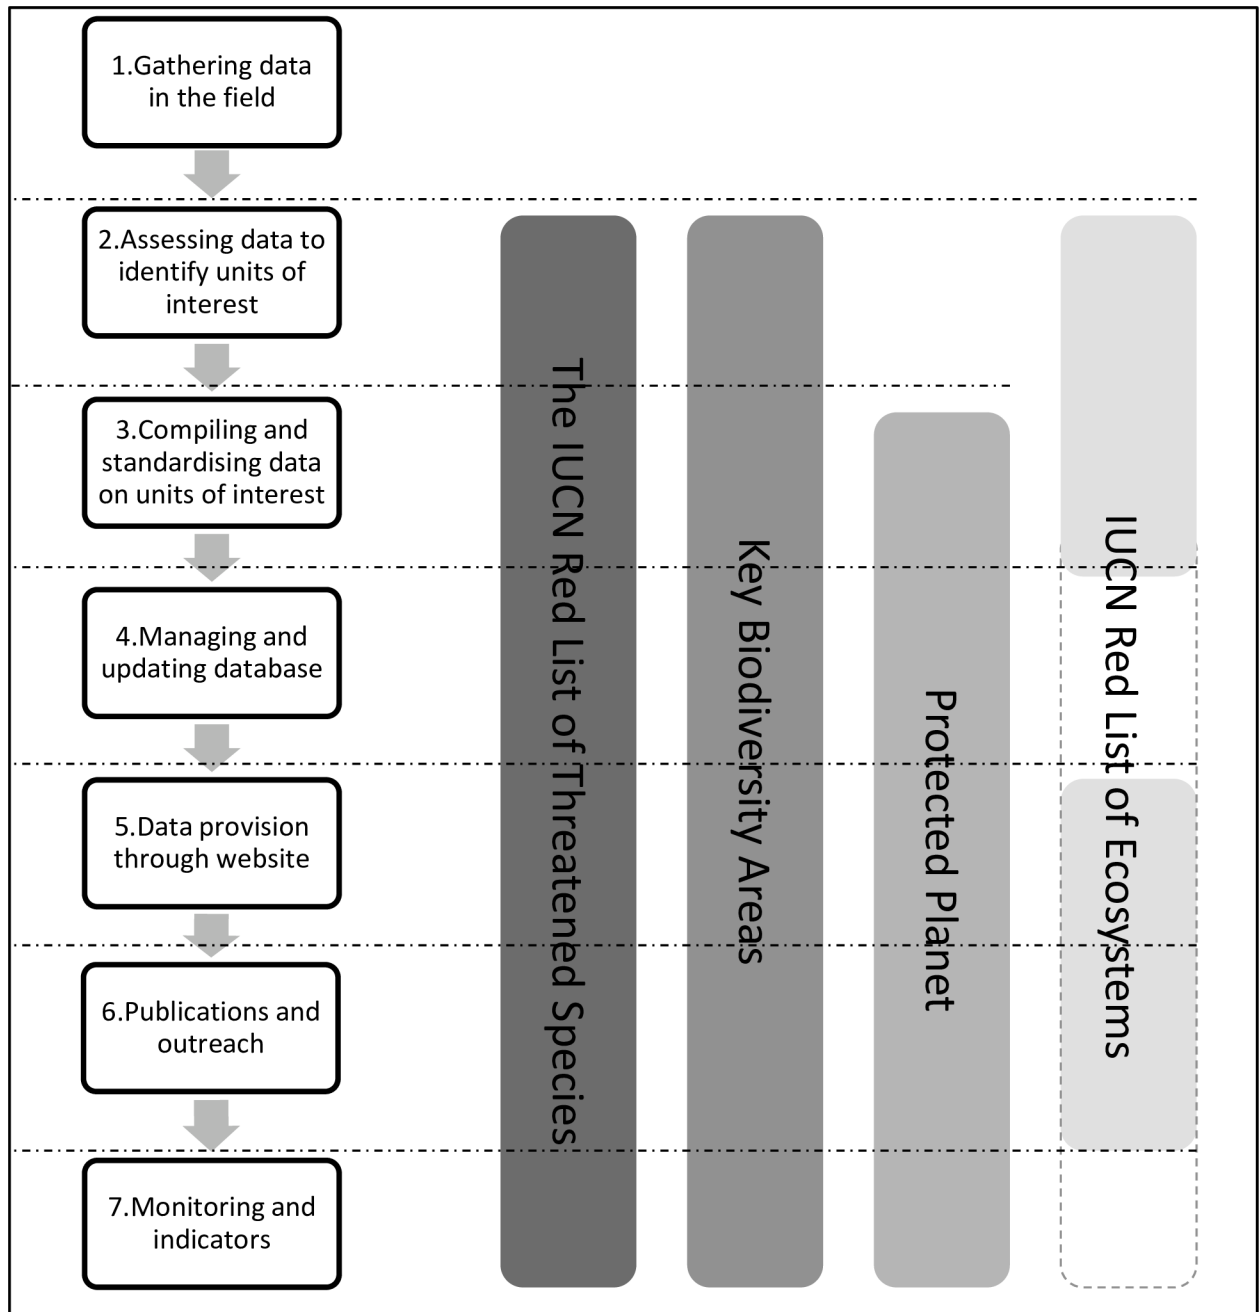 1.Gathering data
in the field
2.Assessing data to
identify units of
interest
3.Compiling and
standardising data
on units of interest
4.Managing and
updating database
5.Data provision
through website
6.Publications and
outreach
7.Monitoring and
indicators
The IUCN Red List of Threatened Species
Key Biodiversity Areas
Protected Planet
IUCN Red List of Ecosystems